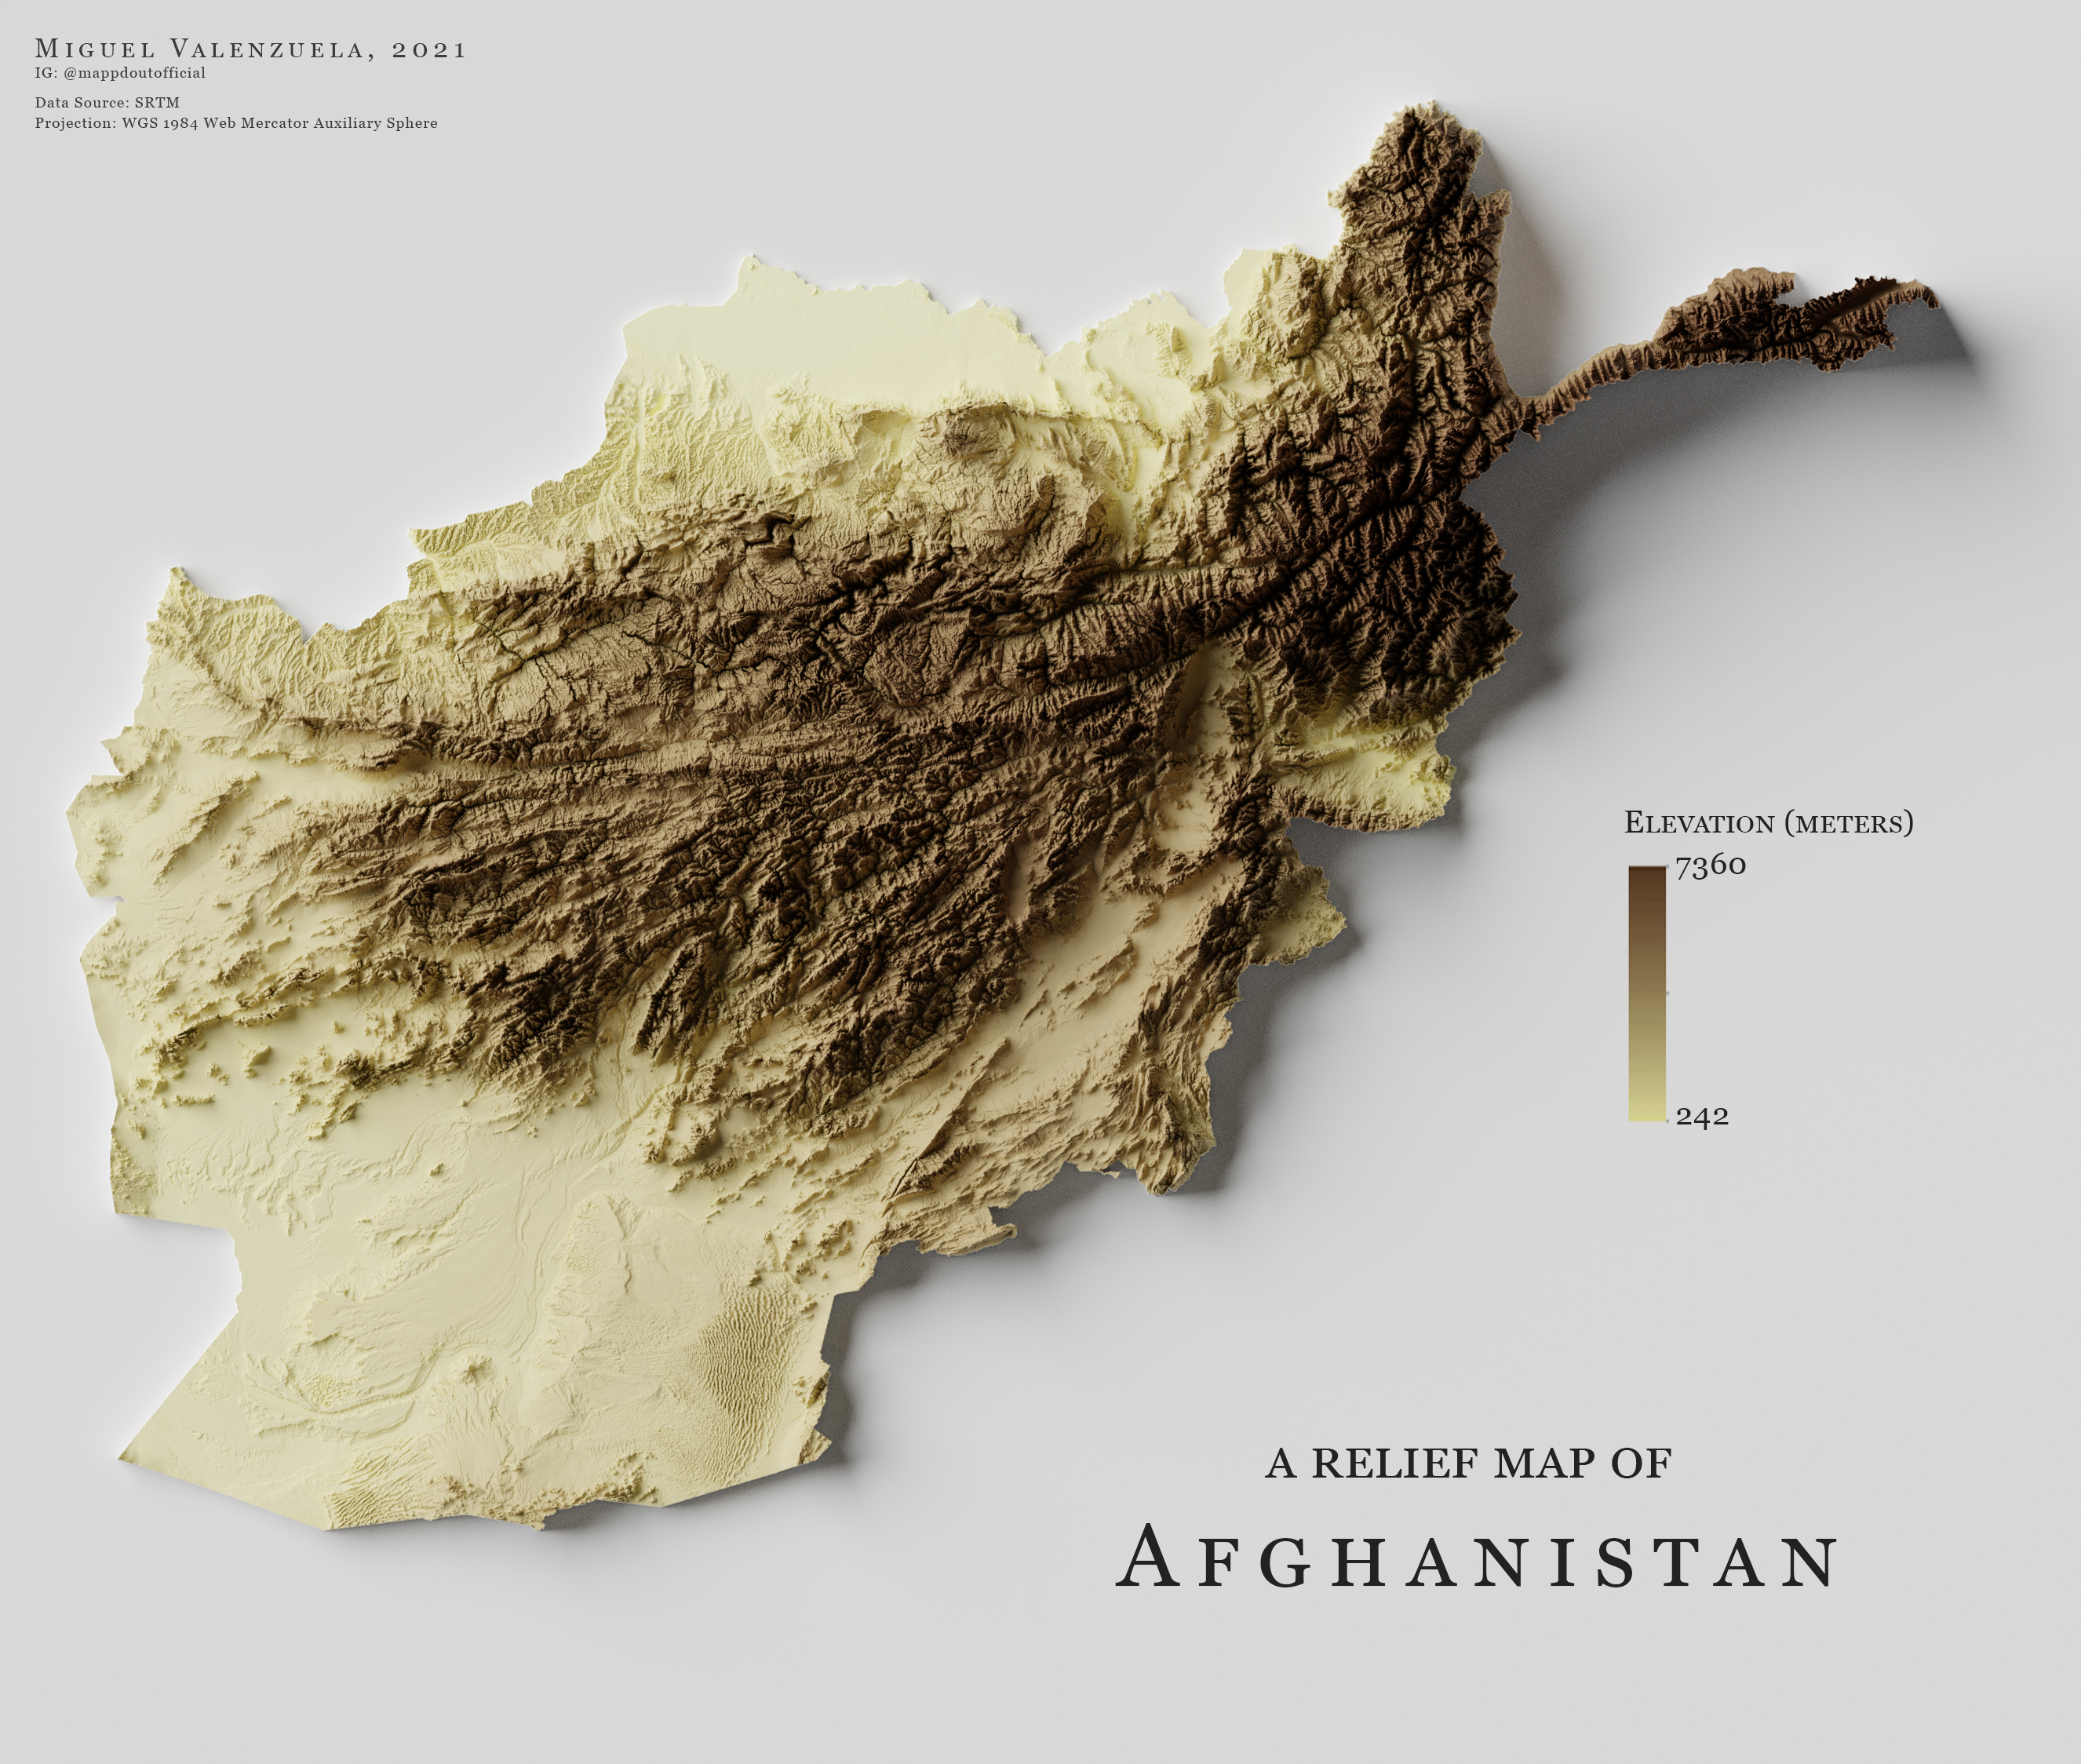 Miguel Valenzuela, 2021
IG: @mappdoutofficial
Data Source: SRTM
Projection: WGS 1984 Web Mercator Auxiliary Sphere
Elevation (meters)
7360
242
A RELIEF MAP OF
Afghanistan